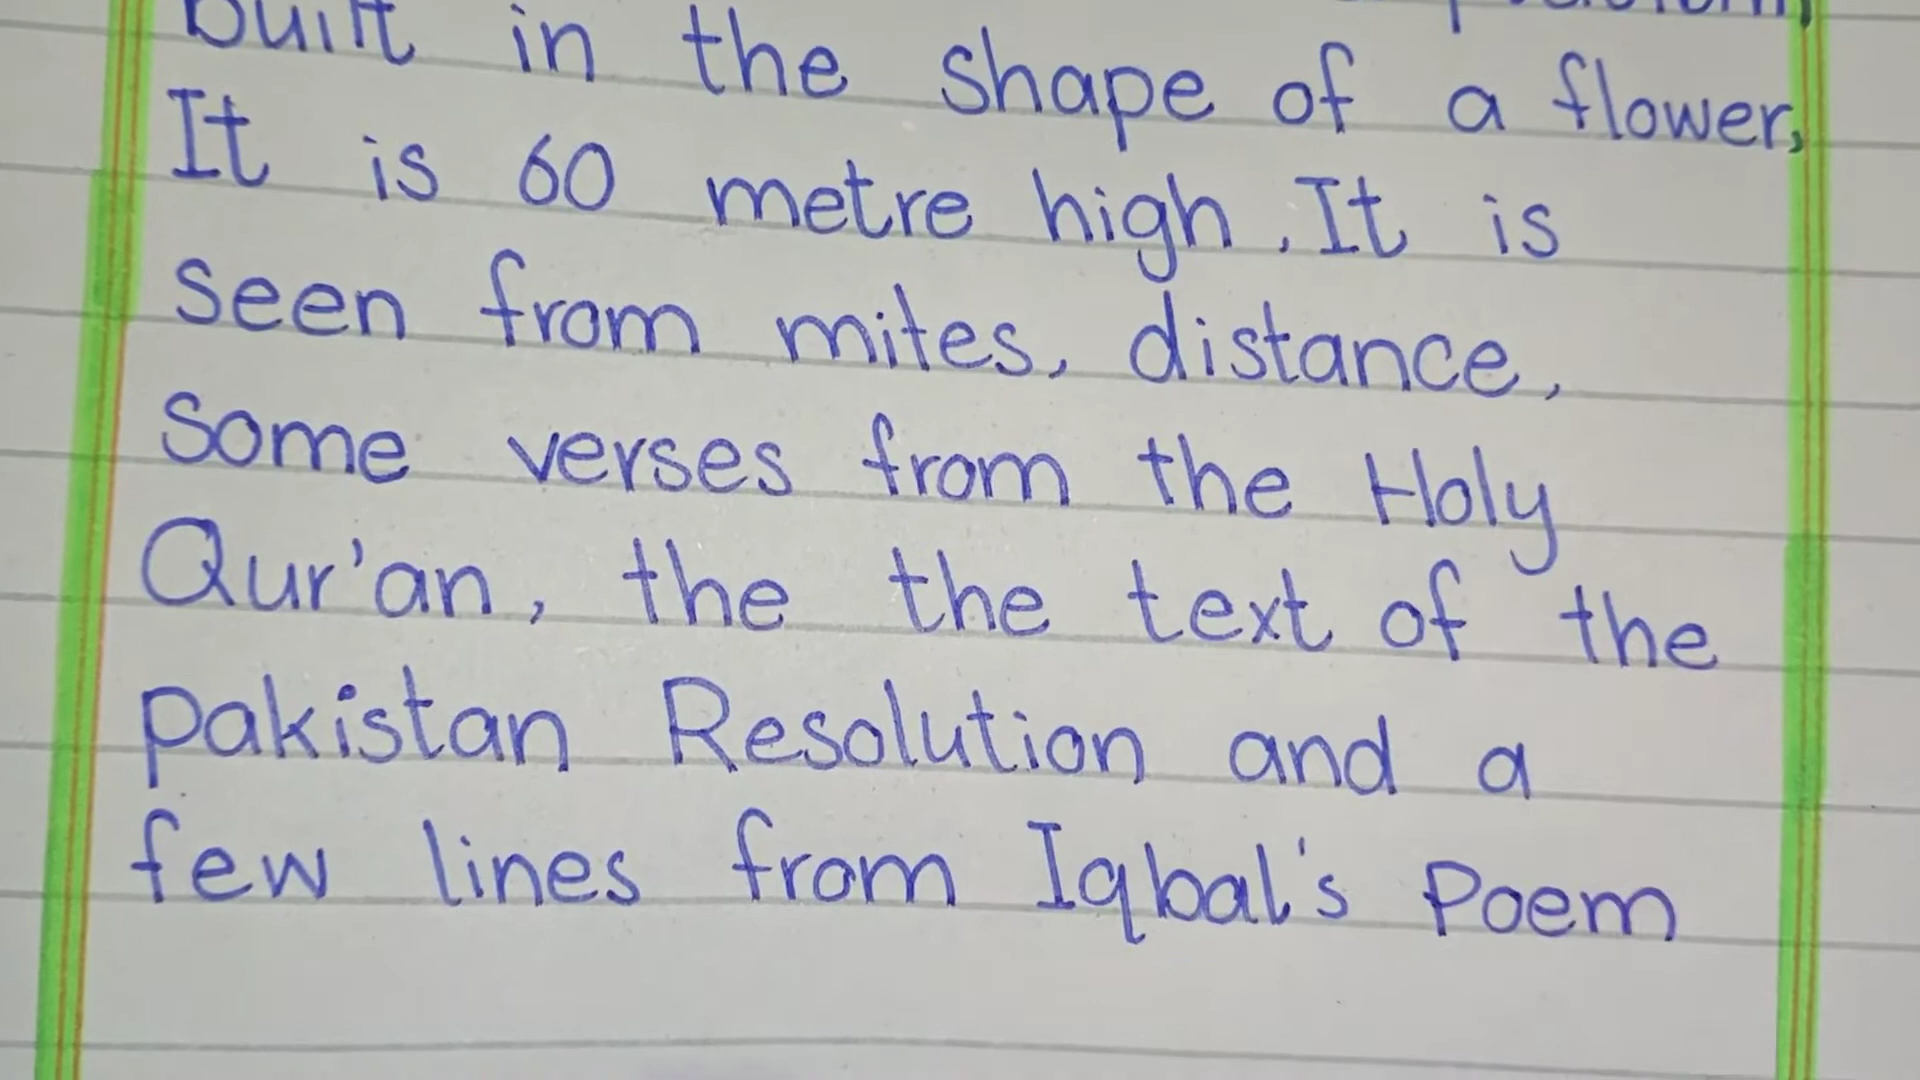 built in the shape of a flower,
It is 60 metre high. It is
seen from mites, distance,
Some verses from the Holy
Qur'an, the the text of the
pakistan Resolution and a
few lines from Iqbal's Poem